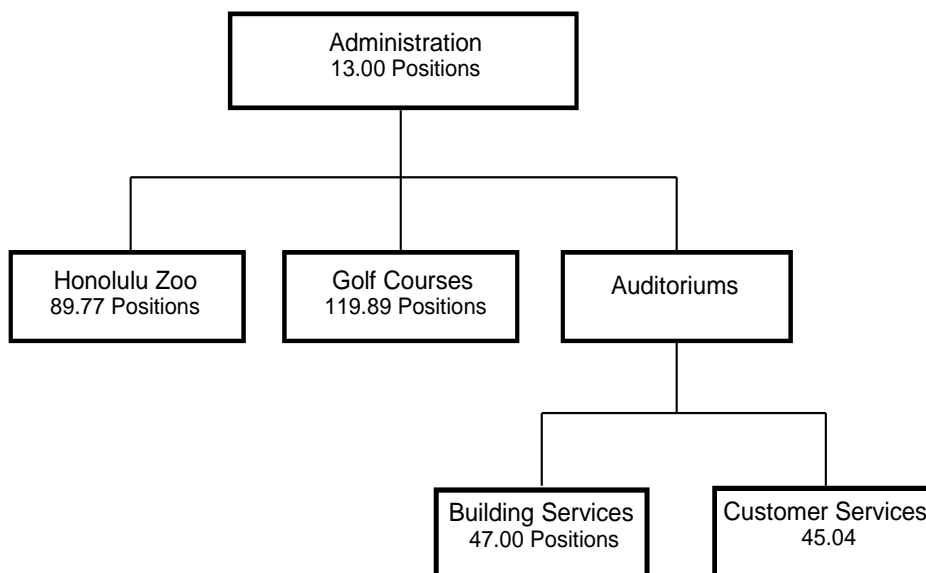 Administration
13.00 Positions
Honolulu Zoo
89.77 Positions
Golf Courses
119.89 Positions
Auditoriums
Building Services
47.00 Positions
Customer Services
45.04